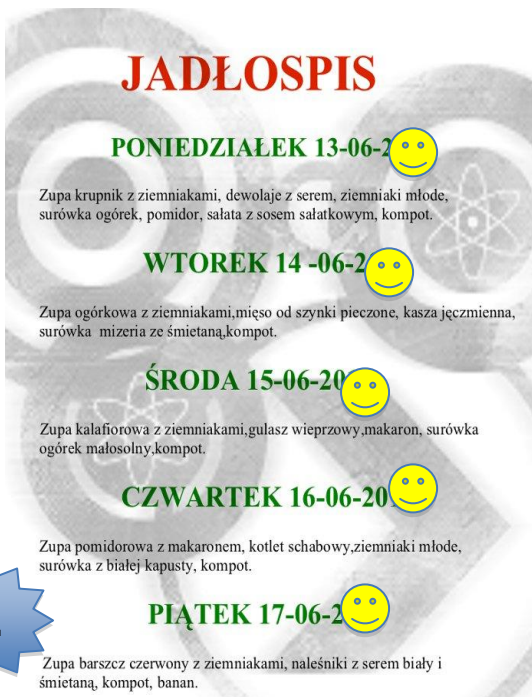 JADŁOSPIS
PONIEDZIAŁEK 13-06-2
Zupa krupnik z ziemniakami, dewolaje z serem, ziemniaki młode,
surówka ogórek, pomidor, sałata z sosem sałatkowym, kompot.
WTOREK 14 -06-2
Zupa ogórkowa z ziemniakami,mięso od szynki pieczone, kasza jęczmienna,
surówka mizeria ze śmietaną,kompot.
ŚRODA 15-06-20
Zupa kalafiorowa z ziemniakami,gulasz wieprzowy,makaron, surówka
ogórek małosolny,kompot.
CZWARTEK 16-06-20
Zupa pomidorowa z makaronem, kotlet schabowy,ziemniaki młode,
surówka z białej kapusty, kompot.
PIĄTEK 17-06-2
Zupa barszcz czerwony z ziemniakami, naleśniki z serem biały i
śmietaną, kompot, banan.